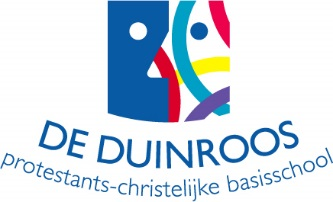 DE DUINROOS
protestants-christelijke basisschool